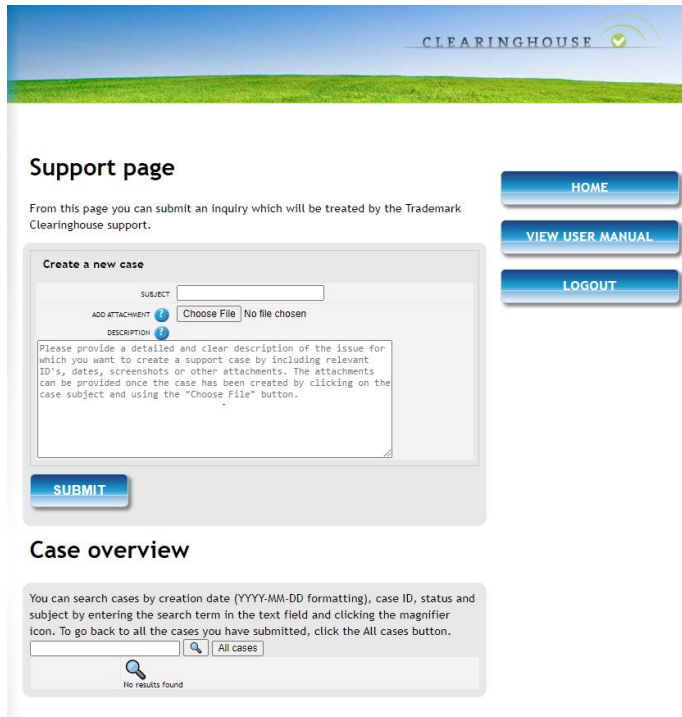 CLEARINGHOUSE
Support page
HOME
From this page you can submit an inquiry which will be treated by the Trademark
Clearinghouse support.
VIEW USER MANUAL
Create a new case
LOGOUT
SUBJECT
ADD ATTACHMENT ? Choose File No file chosen
DESCRIPTION ?
Please provide a detailed and clear description of the issue for
which you want to create a support case by including relevant
ID's, dates, screenshots or other attachments. The attachments
can be provided once the case has been created by clicking on the
case subject and using the "Choose File" button.
SUBMIT
Case overview
You can search cases by creation date (YYYY-MM-DD formatting), case ID, status and
subject by entering the search term in the text field and clicking the magnifier
icon. To go back to all the cases you have submitted, click the All cases button.
All cases
No results found